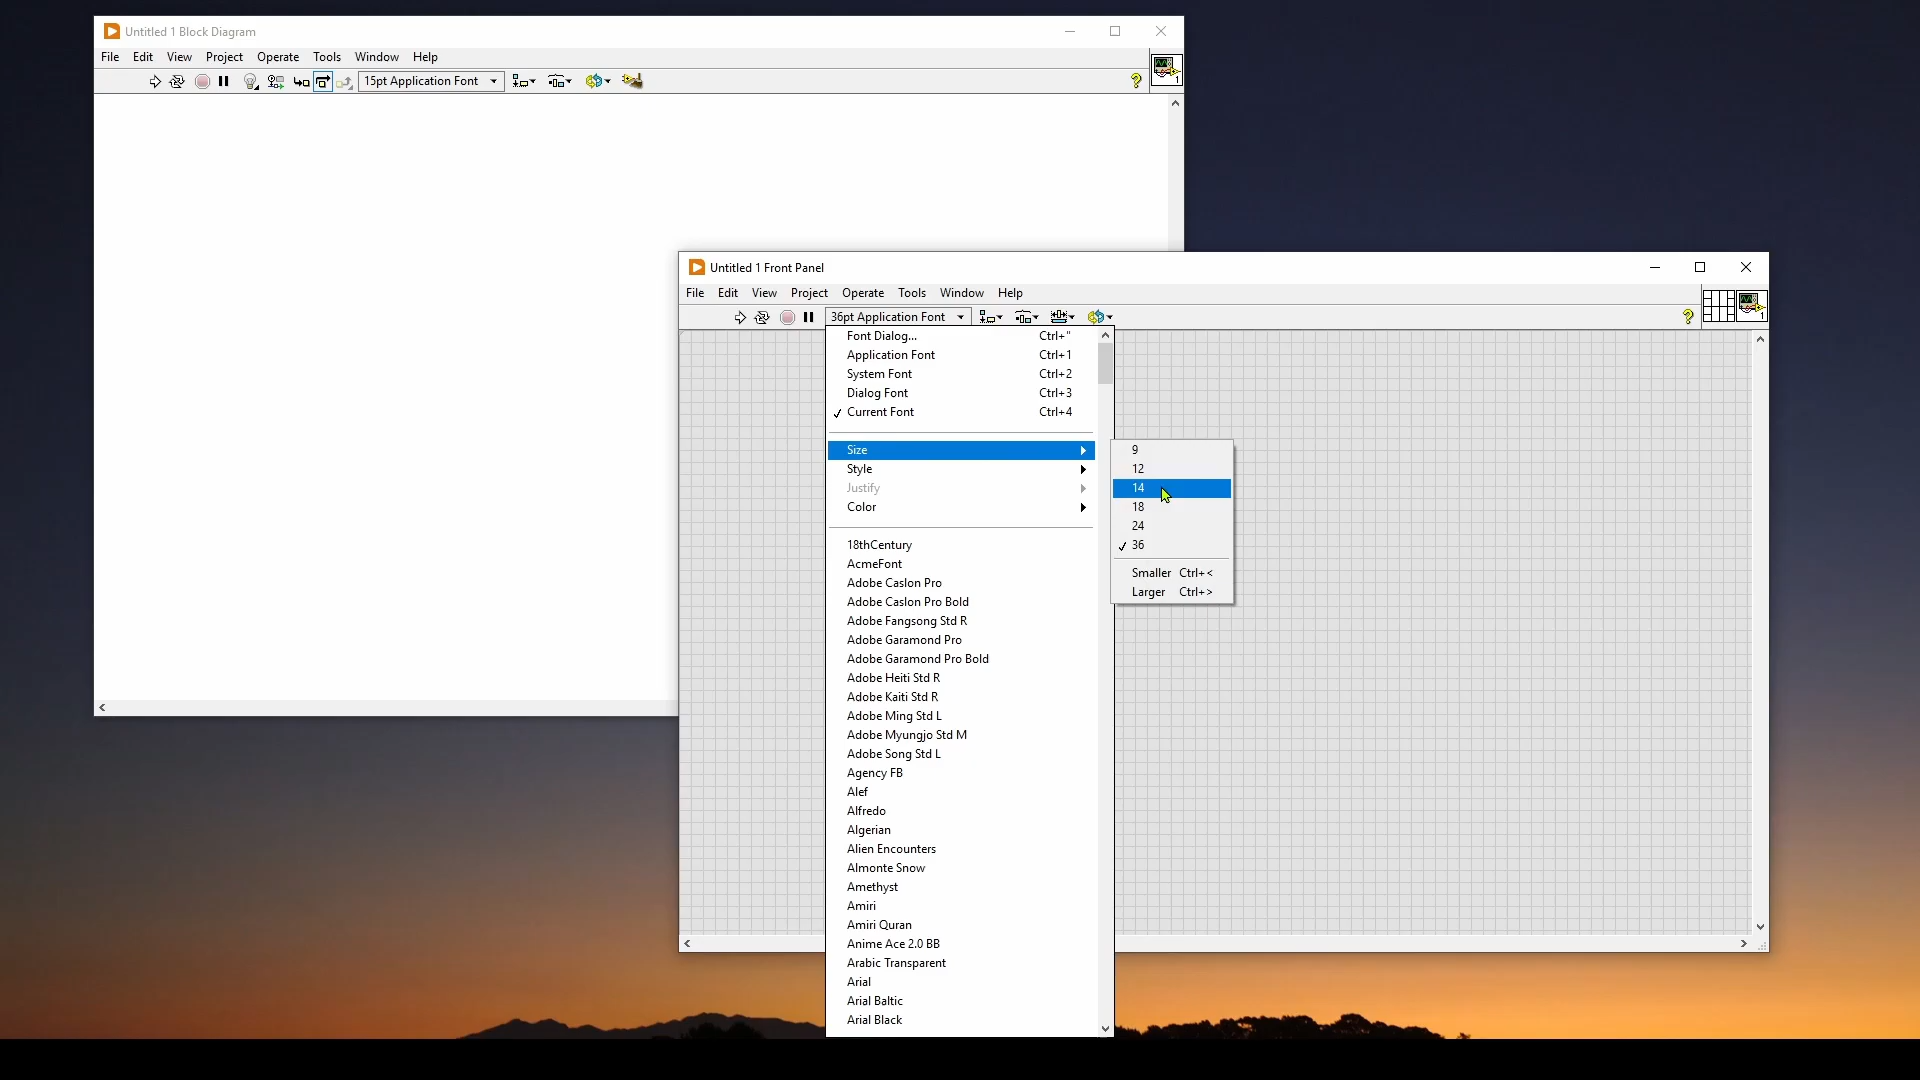 Untitled 1 Block Diagram
File Edit View Project Operate Tools Window Help
15pt Application Font
?
1
Untitled 1 Front Panel
File Edit View Project Operate Tools Window Help
36pt Application Font
?
1
Font Dialog... Ctrl+"
Application Font Ctrl+1
System Font Ctrl+2
Dialog Font Ctrl+3
✓ Current Font Ctrl+4
Size
Style
Justify
Color
18thCentury
AcmeFont
Adobe Caslon Pro
Adobe Caslon Pro Bold
Adobe Fangsong Std R
Adobe Garamond Pro
Adobe Garamond Pro Bold
Adobe Heiti Std R
Adobe Kaiti Std R
Adobe Ming Std L
Adobe Myungjo Std M
Adobe Song Std L
Agency FB
Alef
Alfredo
Algerian
Alien Encounters
Almonte Snow
Amethyst
Amiri
Amiri Quran
Anime Ace 2.0 BB
Arabic Transparent
Arial
Arial Baltic
Arial Black
9
12
14
18
24
✓ 36
Smaller Ctrl+<
Larger Ctrl+>